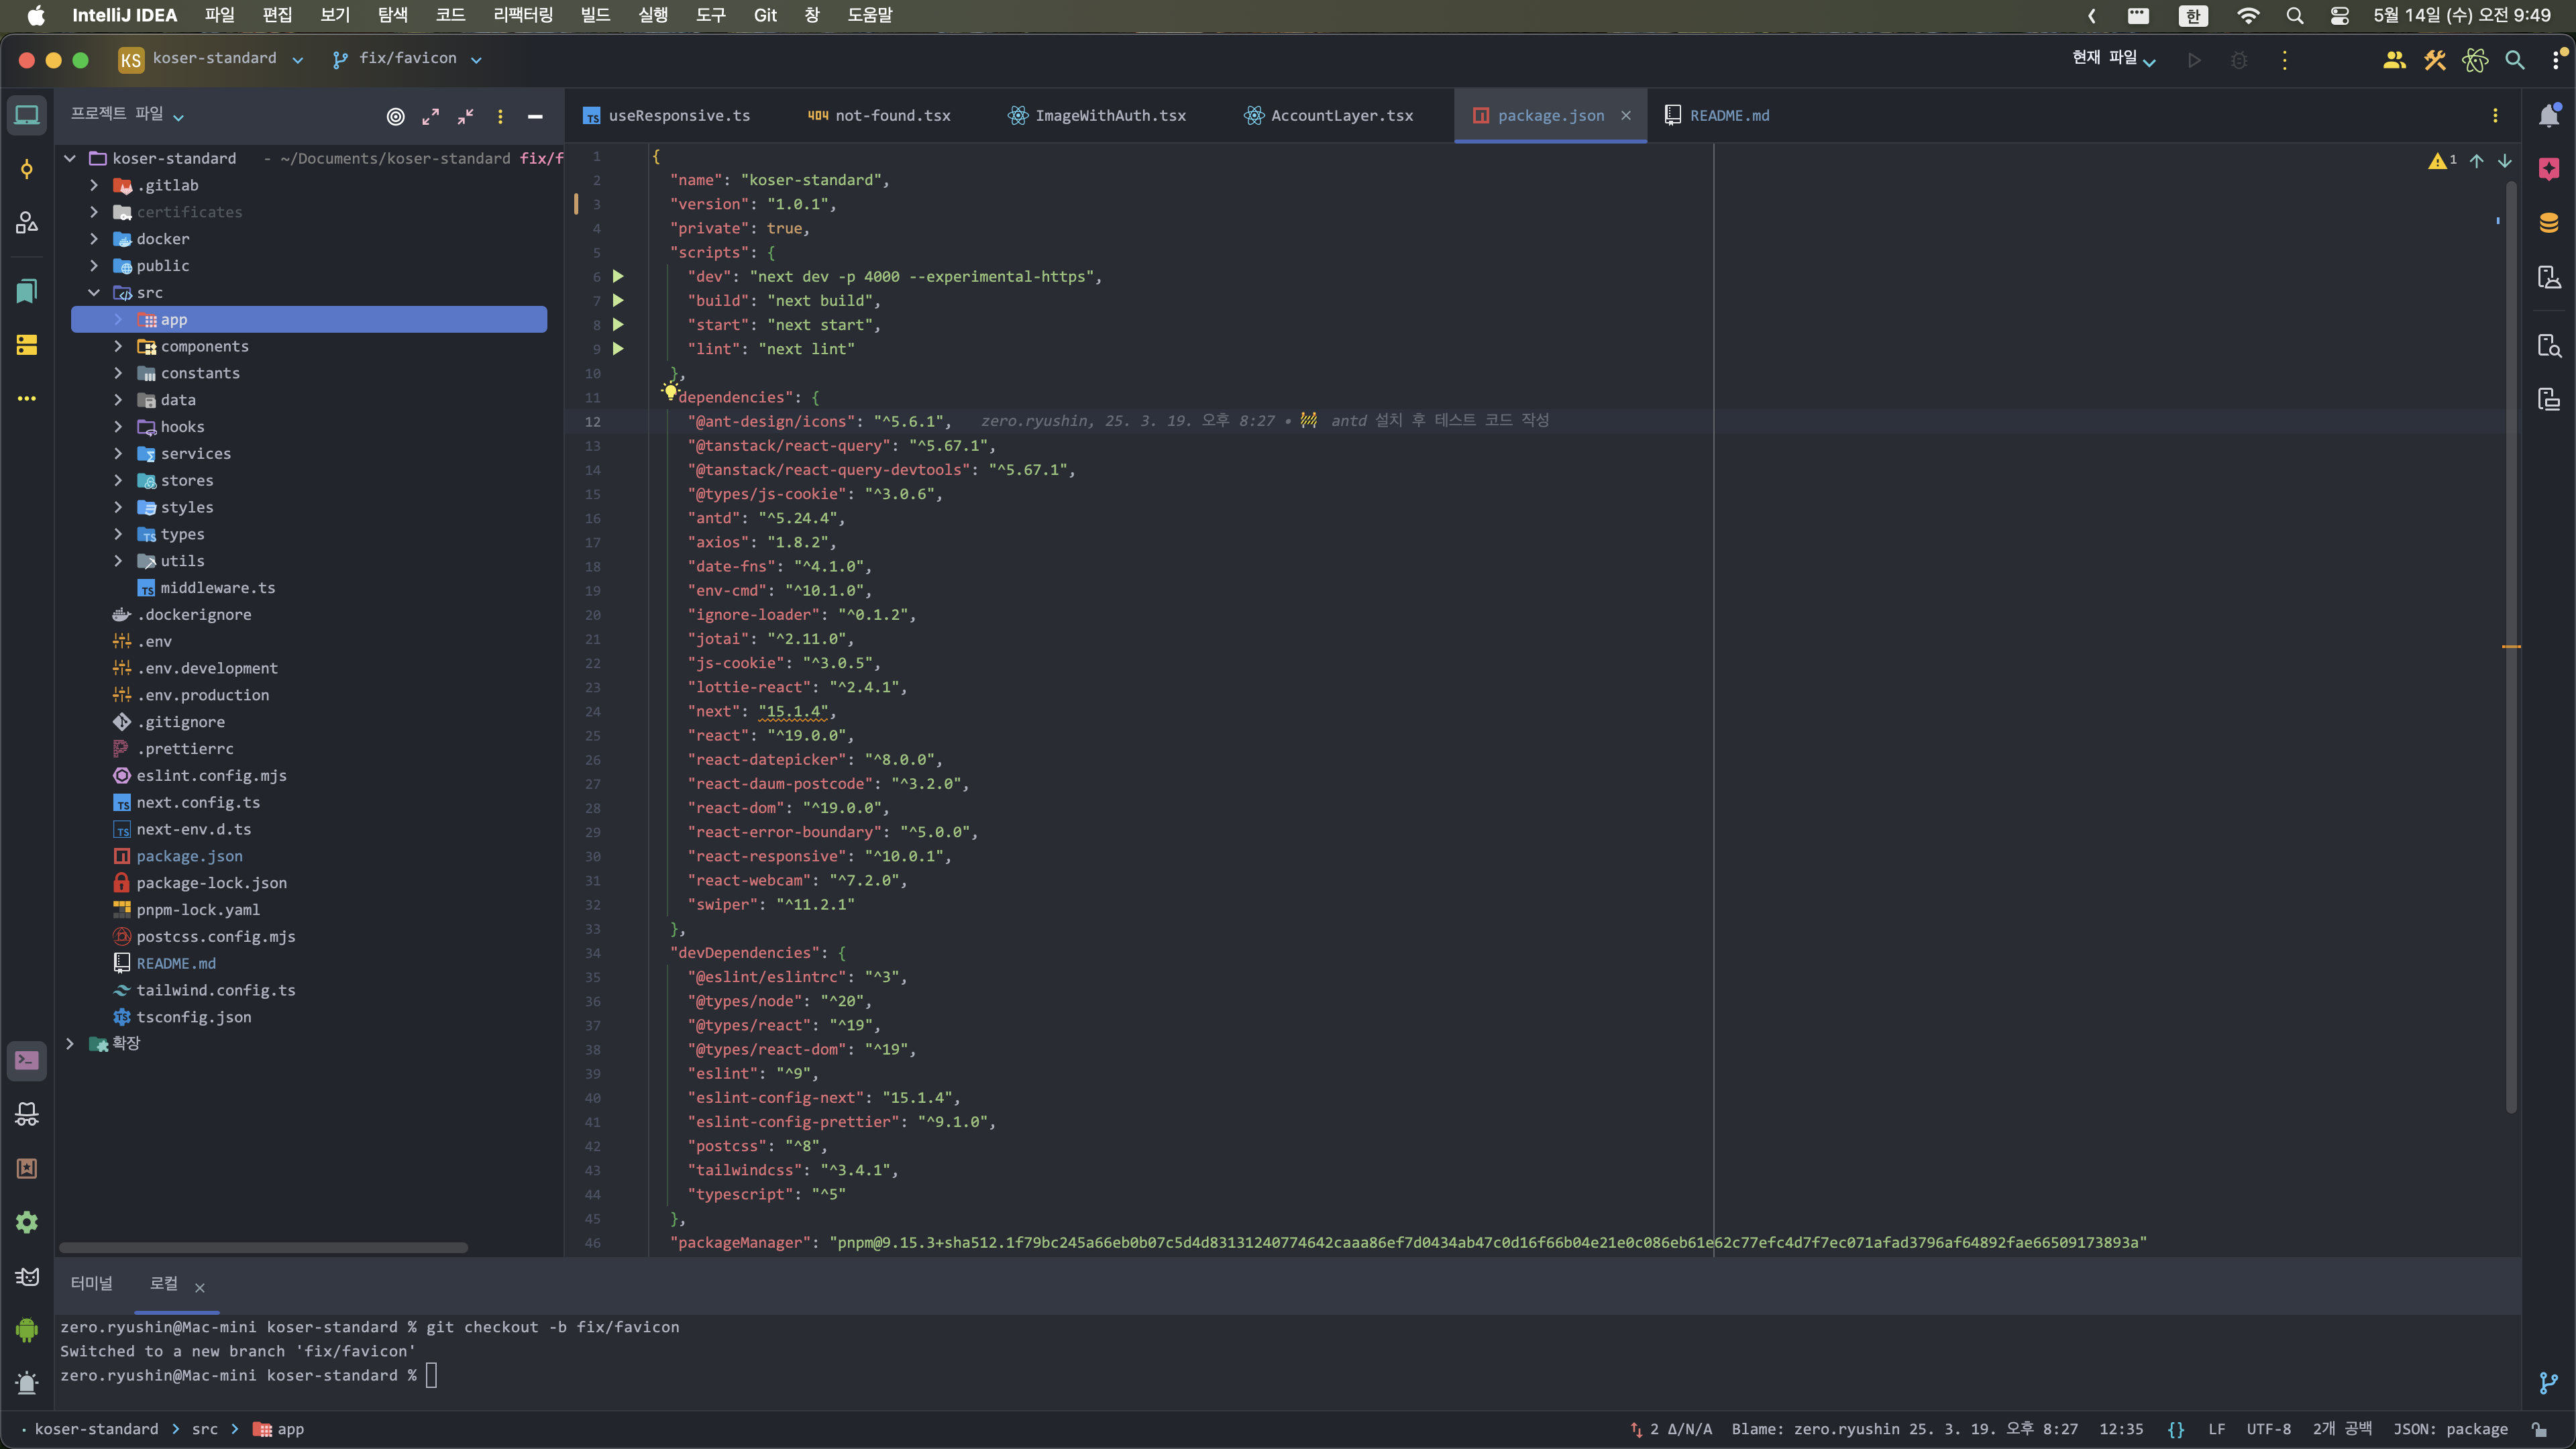 IntelliJ IDEA 파일 편집 보기 탐색 코드 리팩터링 빌드 실행 도구 Git 창 도움말
한 5월 14일 (수) 오전 9:49
KS koser-standard fix/favicon
현재 파일
프로젝트 파일
useResponsive.ts 404 not-found.tsx ImageWithAuth.tsx AccountLayer.tsx package.json README.md
koser-standard - ~/Documents/koser-standard fix/f
.gitlab
certificates
docker
public
src
app
components
constants
data
hooks
services
stores
styles
types
utils
middleware.ts
.dockerignore
.env
.env.development
.env.production
.gitignore
.prettierrc
eslint.config.mjs
next.config.ts
next-env.d.ts
package.json
package-lock.json
pnpm-lock.yaml
postcss.config.mjs
README.md
tailwind.config.ts
tsconfig.json
확장
1
1 {
2 "name": "koser-standard",
3 "version": "1.0.1",
4 "private": true,
5 "scripts": {
6 "dev": "next dev -p 4000 --experimental-https",
7 "build": "next build",
8 "start": "next start",
9 "lint": "next lint"
10 },
11 dependencies": {
12 "@ant-design/icons": "^5.6.1", zero.ryushin, 25. 3. 19. 오후 8:27 • 🚧 antd 설치 후 테스트 코드 작성
13 "@tanstack/react-query": "^5.67.1",
14 "@tanstack/react-query-devtools": "^5.67.1",
15 "@types/js-cookie": "^3.0.6",
16 "antd": "^5.24.4",
17 "axios": "1.8.2",
18 "date-fns": "^4.1.0",
19 "env-cmd": "^10.1.0",
20 "ignore-loader": "^0.1.2",
21 "jotai": "^2.11.0",
22 "js-cookie": "^3.0.5",
23 "lottie-react": "^2.4.1",
24 "next": "15.1.4",
25 "react": "^19.0.0",
26 "react-datepicker": "^8.0.0",
27 "react-daum-postcode": "^3.2.0",
28 "react-dom": "^19.0.0",
29 "react-error-boundary": "^5.0.0",
30 "react-responsive": "^10.0.1",
31 "react-webcam": "^7.2.0",
32 "swiper": "^11.2.1"
33 },
34 "devDependencies": {
35 "@eslint/eslintrc": "^3",
36 "@types/node": "^20",
37 "@types/react": "^19",
38 "@types/react-dom": "^19",
39 "eslint": "^9",
40 "eslint-config-next": "15.1.4",
41 "eslint-config-prettier": "^9.1.0",
42 "postcss": "^8",
43 "tailwindcss": "^3.4.1",
44 "typescript": "^5"
45 },
46 "packageManager": "pnpm@9.15.3+sha512.1f79bc245a66eb0b07c5d4d83131240774642caaa86ef7d0434ab47c0d16f66b04e21e0c086eb61e62c77efc4d7f7ec071afad3796af64892fae66509173893a"
터미널 로컬
zero.ryushin@Mac-mini koser-standard % git checkout -b fix/favicon
Switched to a new branch 'fix/favicon'
zero.ryushin@Mac-mini koser-standard %
koser-standard src app
2 Δ/N/A Blame: zero.ryushin 25. 3. 19. 오후 8:27 12:35 {} LF UTF-8 2개 공백 JSON: package